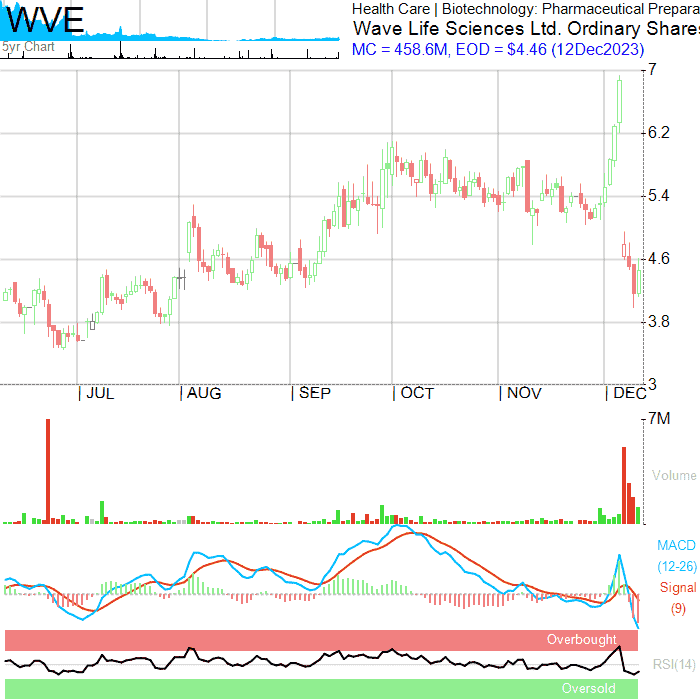 WVE
5yr Chart
Health Care | Biotechnology: Pharmaceutical Prepara
Wave Life Sciences Ltd. Ordinary Shares
MC = 458.6M, EOD = $4.46 (12Dec2023)
7
6.2
5.4
4.6
3.8
3
JUL
AUG
SEP
OCT
NOV
DEC
7M
Volume
MACD
(12-26)
Signal
(9)
Overbought
RSI(14)
Oversold